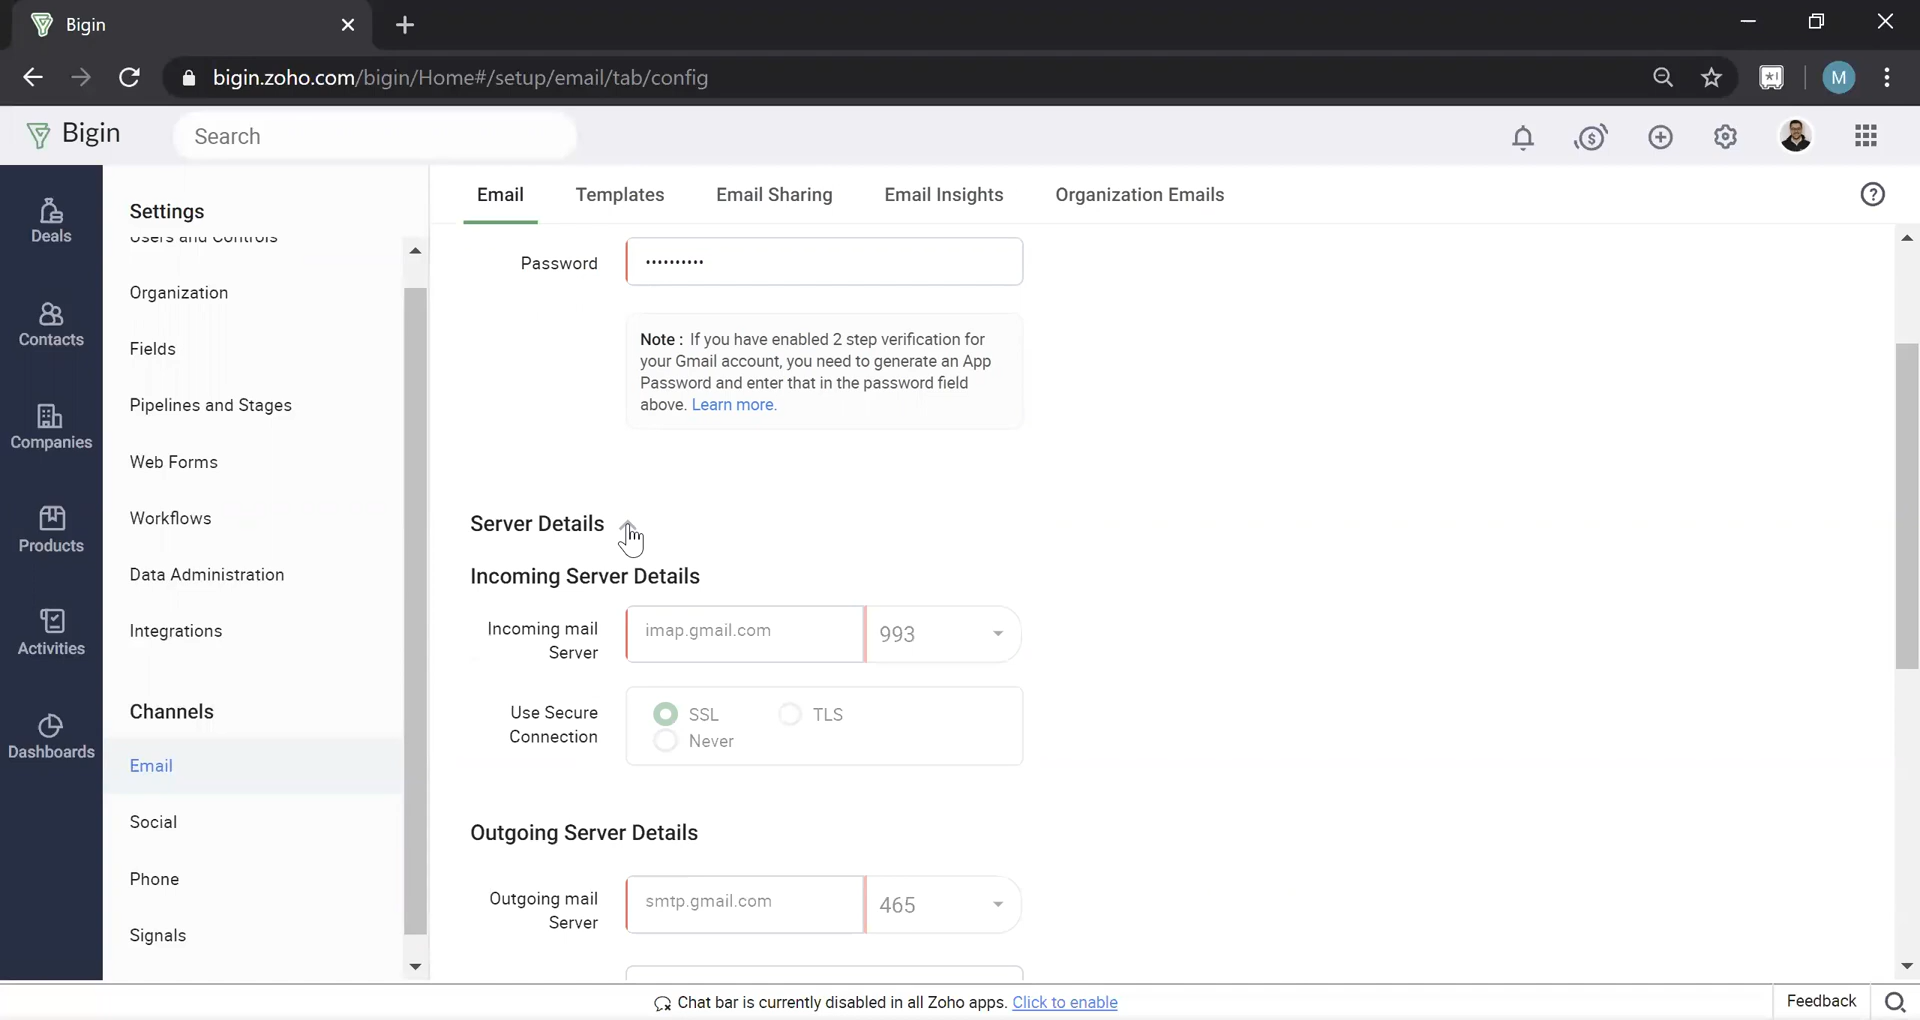 Bigin
bigin.zoho.com/bigin/Home#/setup/email/tab/config
M
Bigin
Search
Deals
Contacts
Companies
Products
Activities
Dashboards
Settings
Users and Controls
Organization
Fields
Pipelines and Stages
Web Forms
Workflows
Data Administration
Integrations
Channels
Email
Social
Phone
Signals
Email Templates Email Sharing Email Insights Organization Emails
Password ••••••••••
Note : If you have enabled 2 step verification for
your Gmail account, you need to generate an App
Password and enter that in the password field
above. Learn more.
Server Details
Incoming Server Details
Incoming mail
Server
imap.gmail.com 993
Use Secure
Connection
SSL TLS
Never
Outgoing Server Details
Outgoing mail
Server
smtp.gmail.com 465
Chat bar is currently disabled in all Zoho apps. Click to enable
Feedback